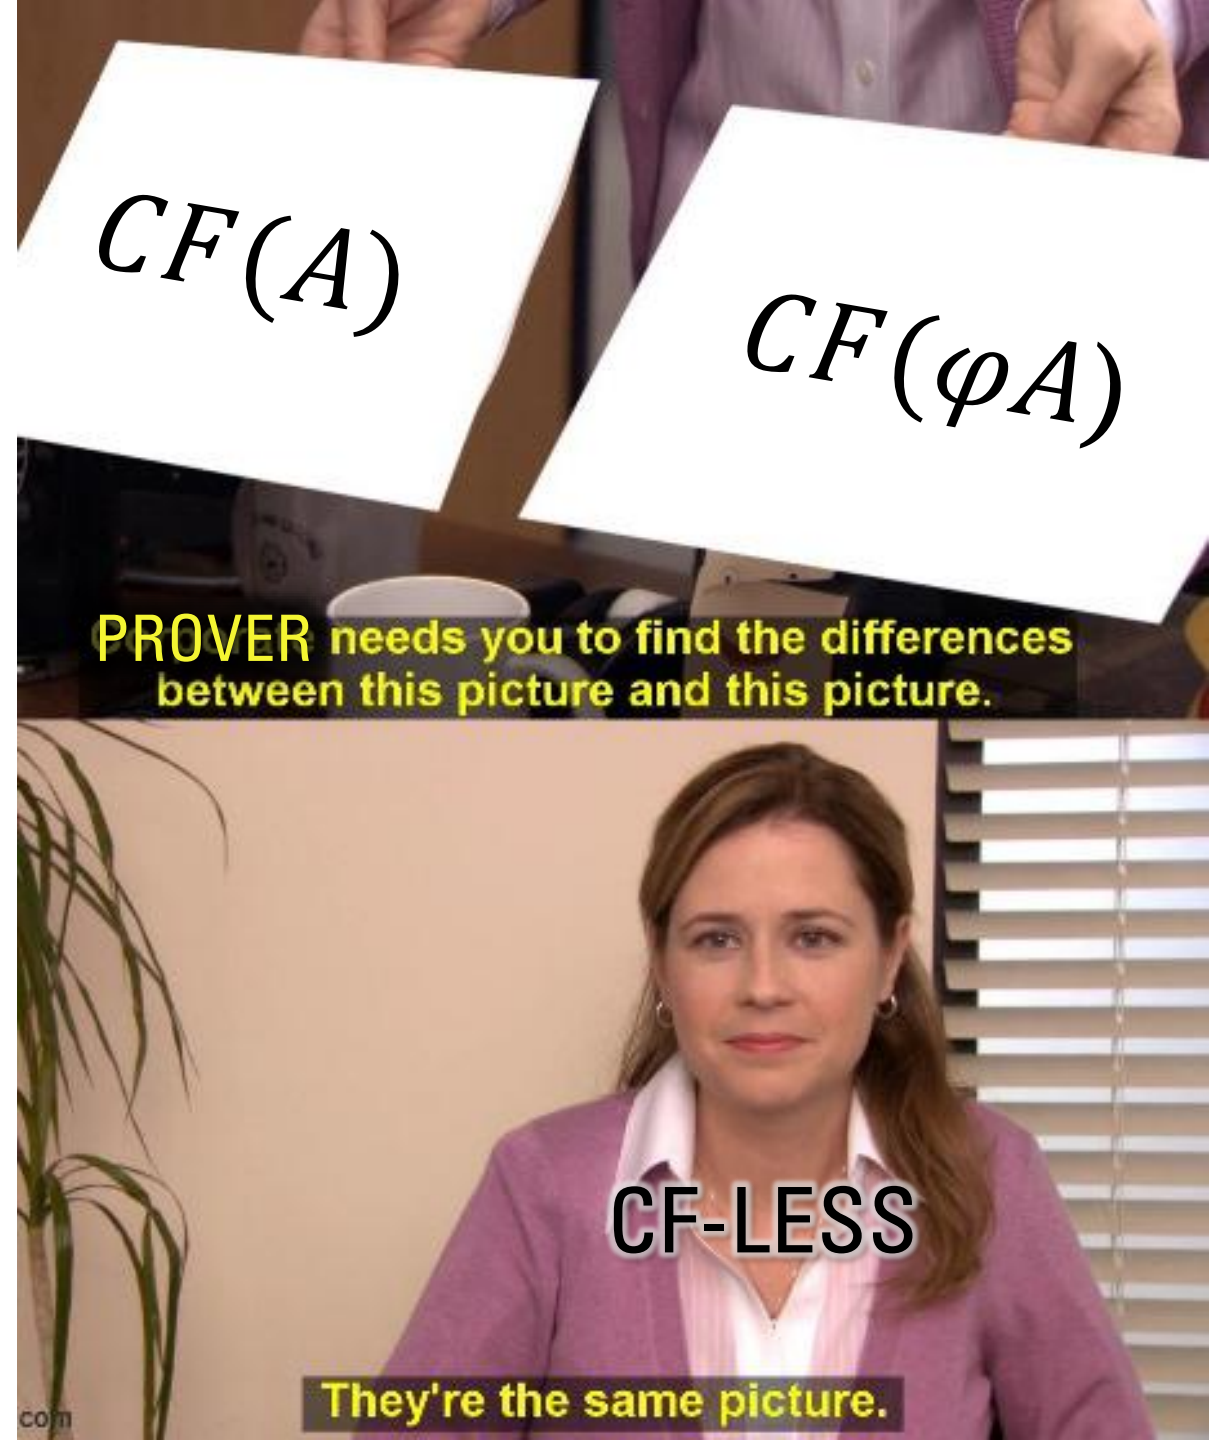 CF(A)
CF(φA)
PROVER needs you to find the differences
between this picture and this picture.
CF-LESS
They're the same picture.
com